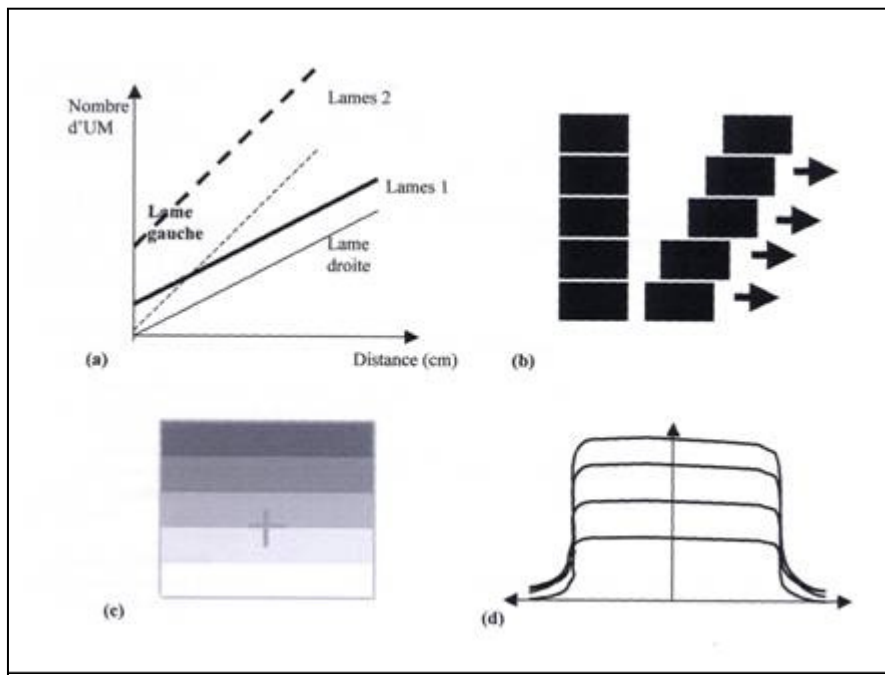 Nombre
d'UM
Lames 2
Lame
gauche
Lames 1
Lame
droite
(a)
Distance (cm)
(b)
(c)
(d)